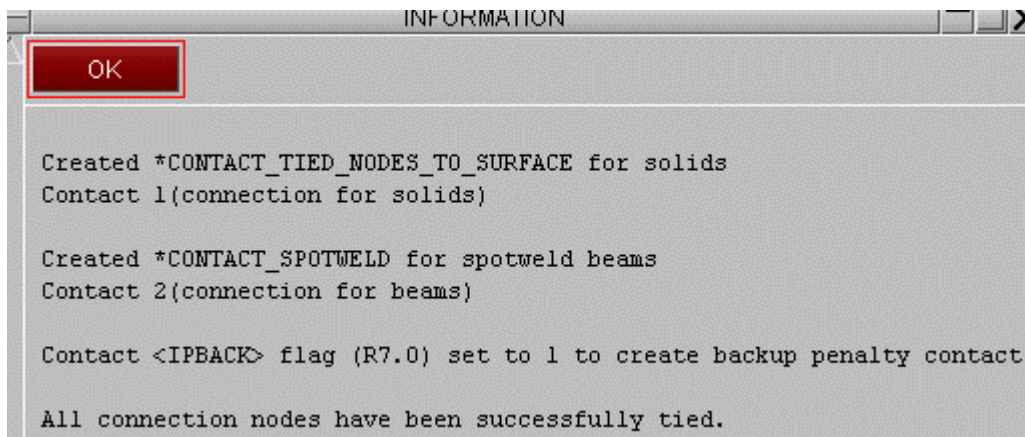 INFORMATION
OK
Created *CONTACT_TIED_NODES_TO_SURFACE for solids
Contact 1(connection for solids)
Created *CONTACT_SPOTWELD for spotweld beams
Contact 2(connection for beams)
Contact <IPBACK> flag (R7.0) set to 1 to create backup penalty contact
All connection nodes have been successfully tied.